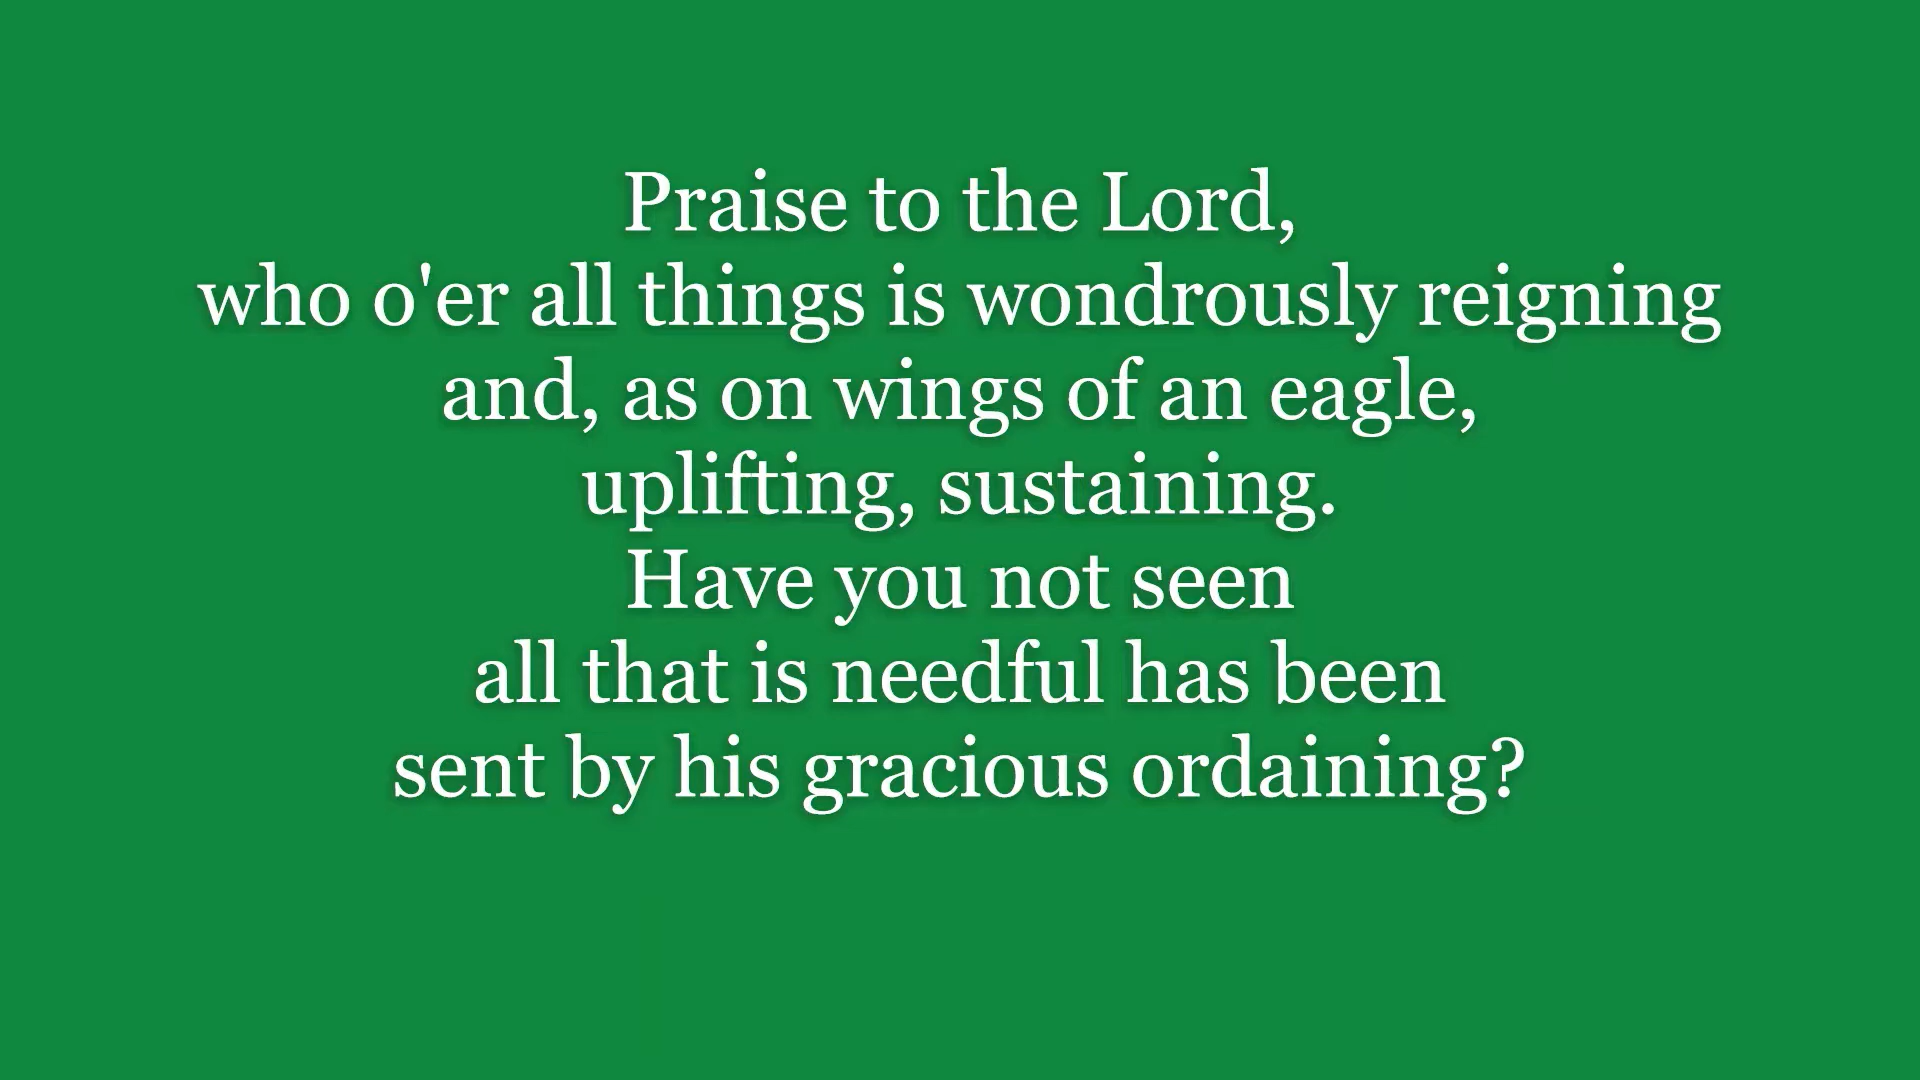 Praise to the Lord,
who o'er all things is wondrously reigning
and, as on wings of an eagle,
uplifting, sustaining.
Have you not seen
all that is needful has been
sent by his gracious ordaining?